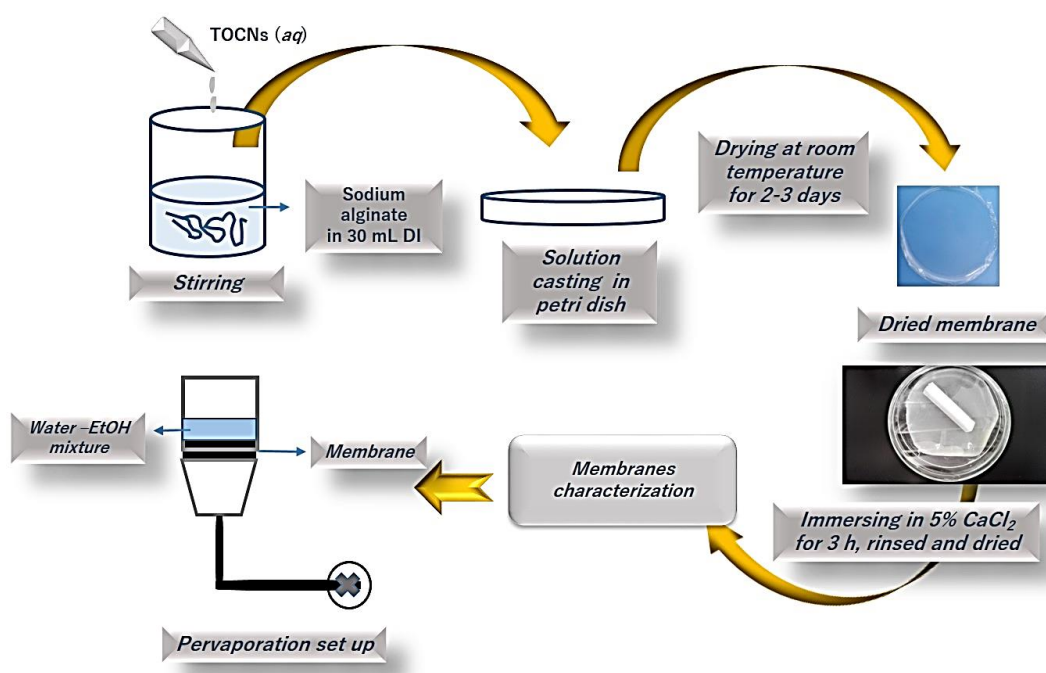 TOCNs (aq)
Sodium
alginate
in 30 mL DI
Stirring
Solution
casting in
petri dish
Drying at room
temperature
for 2-3 days
Dried membrane
Immersing in 5% CaCl₂
for 3 h, rinsed and dried
Membranes
characterization
Membrane
Water –EtOH
mixture
Pervaporation set up